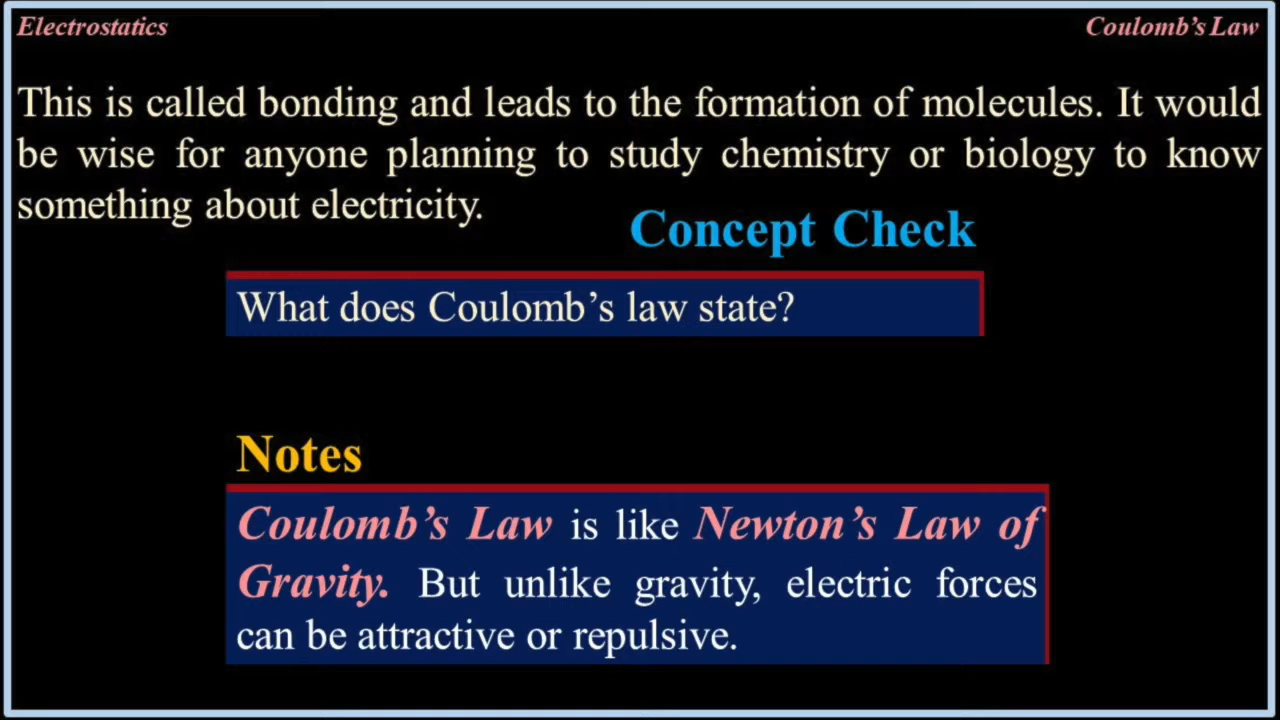 Electrostatics
Coulomb’s Law
This is called bonding and leads to the formation of molecules. It would
be wise for anyone planning to study chemistry or biology to know
something about electricity.
Concept Check
What does Coulomb’s law state?
Notes
Coulomb’s Law is like Newton’s Law of
Gravity. But unlike gravity, electric forces
can be attractive or repulsive.